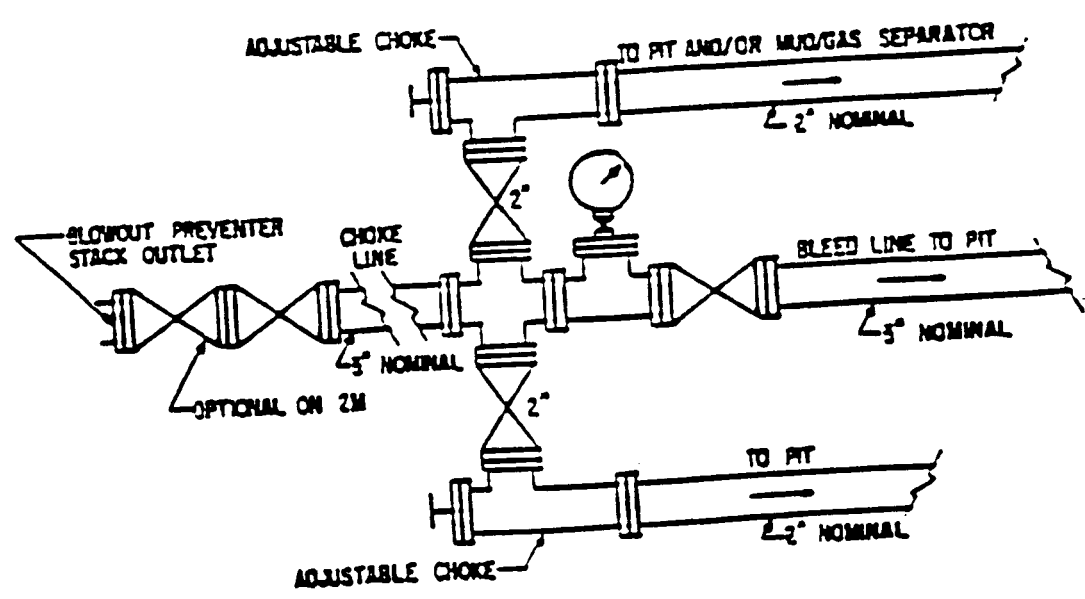 ADJUSTABLE CHOKE
TO PIT AND/OR MUD/GAS SEPARATOR
2" NOMINAL
2"
BLOWOUT PREVENTER
STACK OUTLET
CHOKE
LINE
BLEED LINE TO PIT
3" NOMINAL
3" NOMINAL
OPTIONAL ON 2M
2"
TO PIT
2" NOMINAL
ADJUSTABLE CHOKE